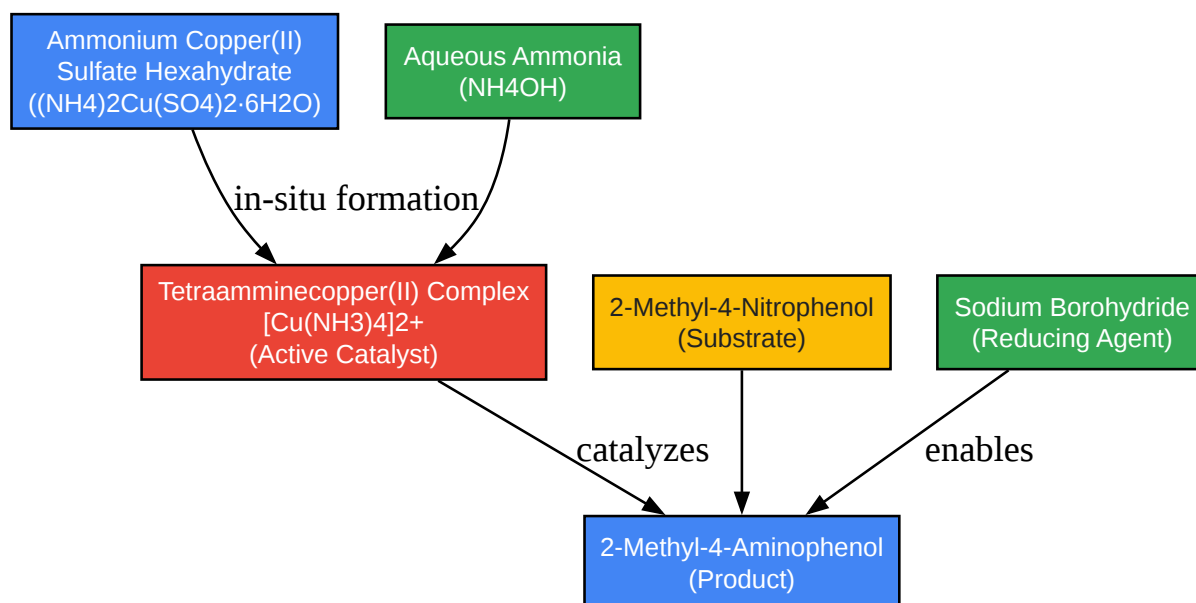 Ammonium Copper(II)
Sulfate Hexahydrate
((NH4)2Cu(SO4)2·6H2O)
Aqueous Ammonia
(NH4OH)
in-situ formation
Tetraamminecopper(II) Complex
[Cu(NH3)4]2+
(Active Catalyst)
2-Methyl-4-Nitrophenol
(Substrate)
Sodium Borohydride
(Reducing Agent)
catalyzes
enables
2-Methyl-4-Aminophenol
(Product)